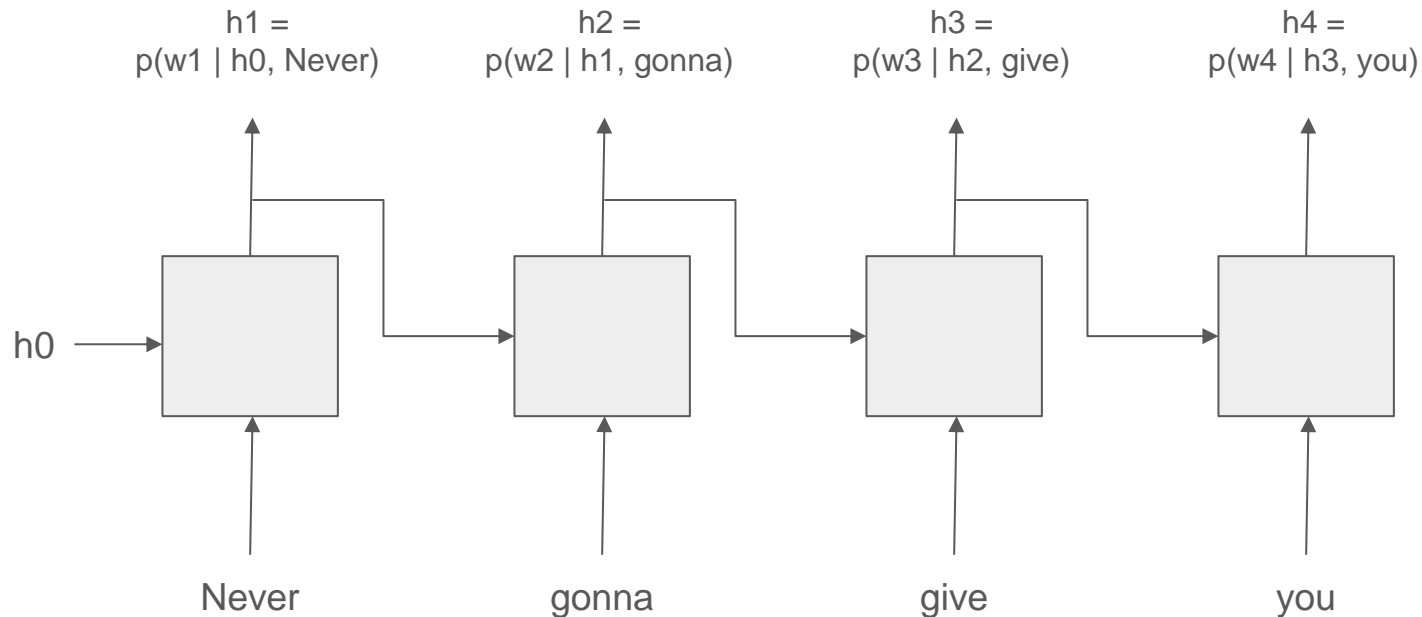 h1 =
p(w1 | h0, Never)
h2 =
p(w2 | h1, gonna)
h3 =
p(w3 | h2, give)
h4 =
p(w4 | h3, you)
h0
Never
gonna
give
you